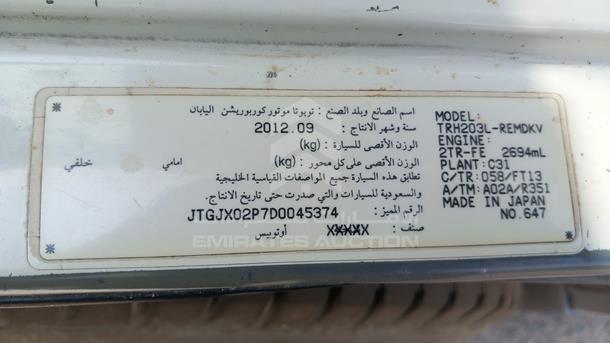 اسم الصانع وبلد الصنع : تويوتا موتور كوربوريشن اليابان
سنة وشهر الانتاج : 2012.09
الوزن الأقصى للسيارة : (kg)
الوزن الأقصى على كل محور : (kg) امامي خلفي
تطابق هذه السيارة جميع المواصفات القياسية الخليجية
والسعودية للسيارات والتي صدرت حتى تاريخ الانتاج.
الرقم المميز : JTGJX02P7D0045374
صنف : XXXXX أوتوبيس
MODEL:
TRH203L-REMDKV
ENGINE:
2TR-FE 2694mL
PLANT: C31
C/TR: 058/FT13
A/TM: A02A/R351
MADE IN JAPAN
NO.647
EMIRATES AUCTION